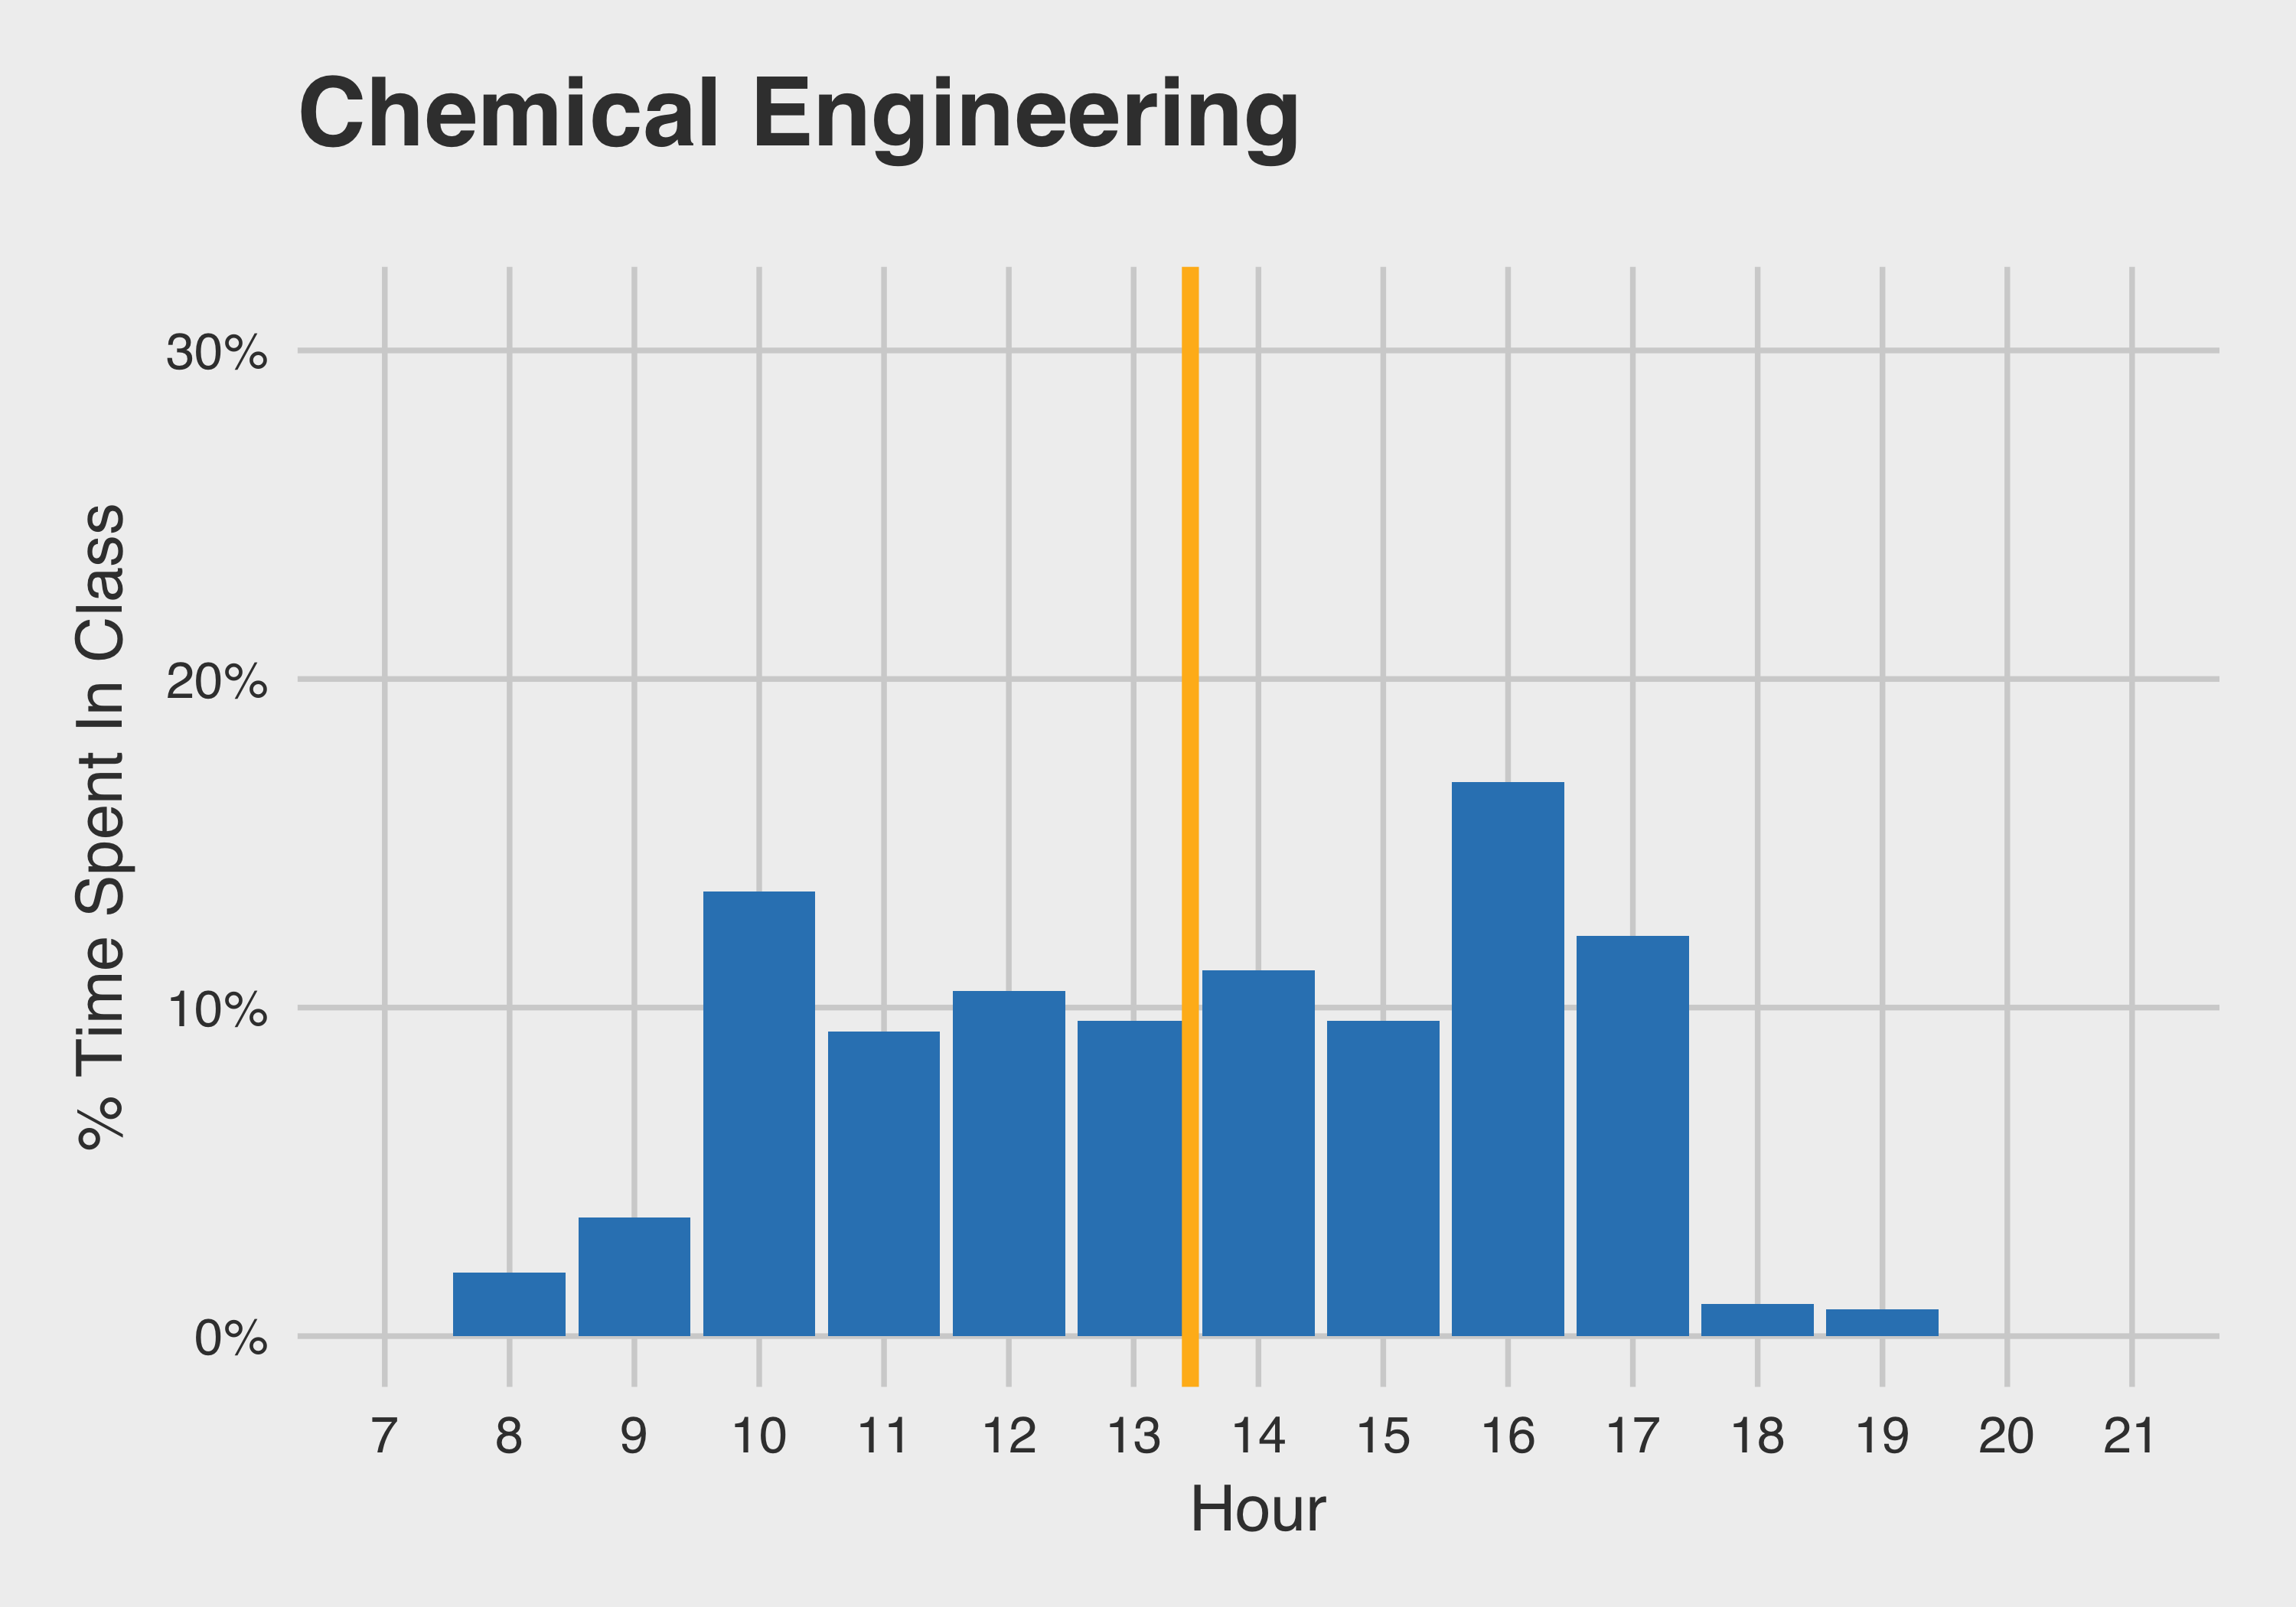 Chemical Engineering
% Time Spent In Class
30%
20%
10%
0%
7 8 9 10 11 12 13 14 15 16 17 18 19 20 21
Hour